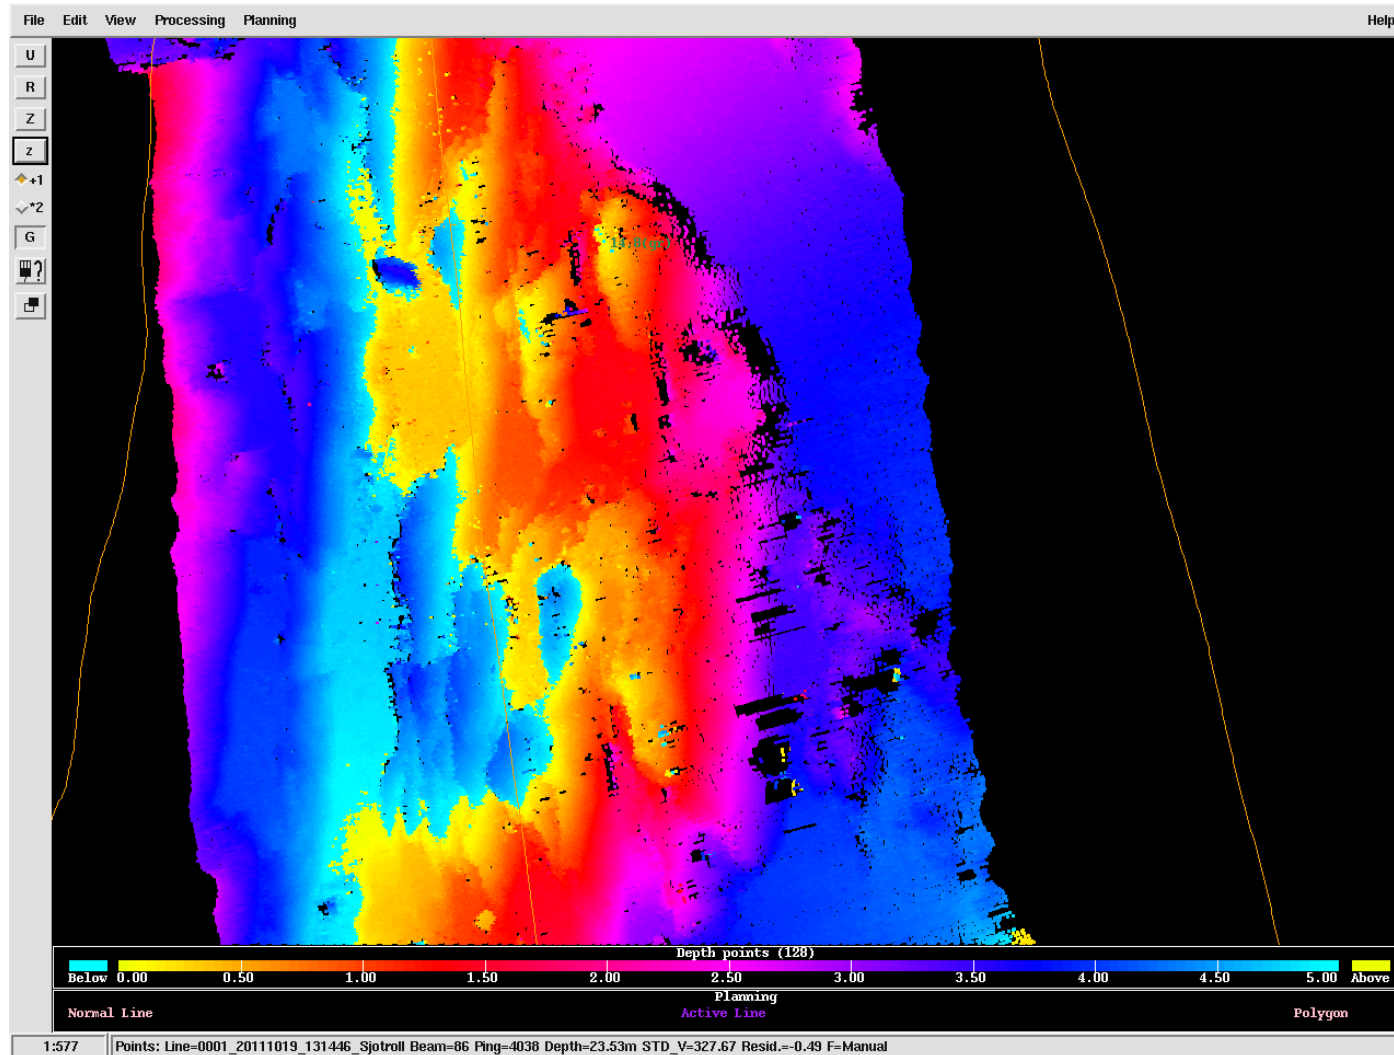 File Edit View Processing Planning Help
U
R
Z
z
+1
*2
G
?
14.8(gr)
Depth points (128)
Below 0.00 0.50 1.00 1.50 2.00 2.50 3.00 3.50 4.00 4.50 5.00 Above
Planning
Normal Line Active Line Polygon
1:577 Points: Line=0001_20111019_131446_Sjotroll Beam=86 Ping=4038 Depth=23.53m STD_V=327.67 Resid.=-0.49 F=Manual